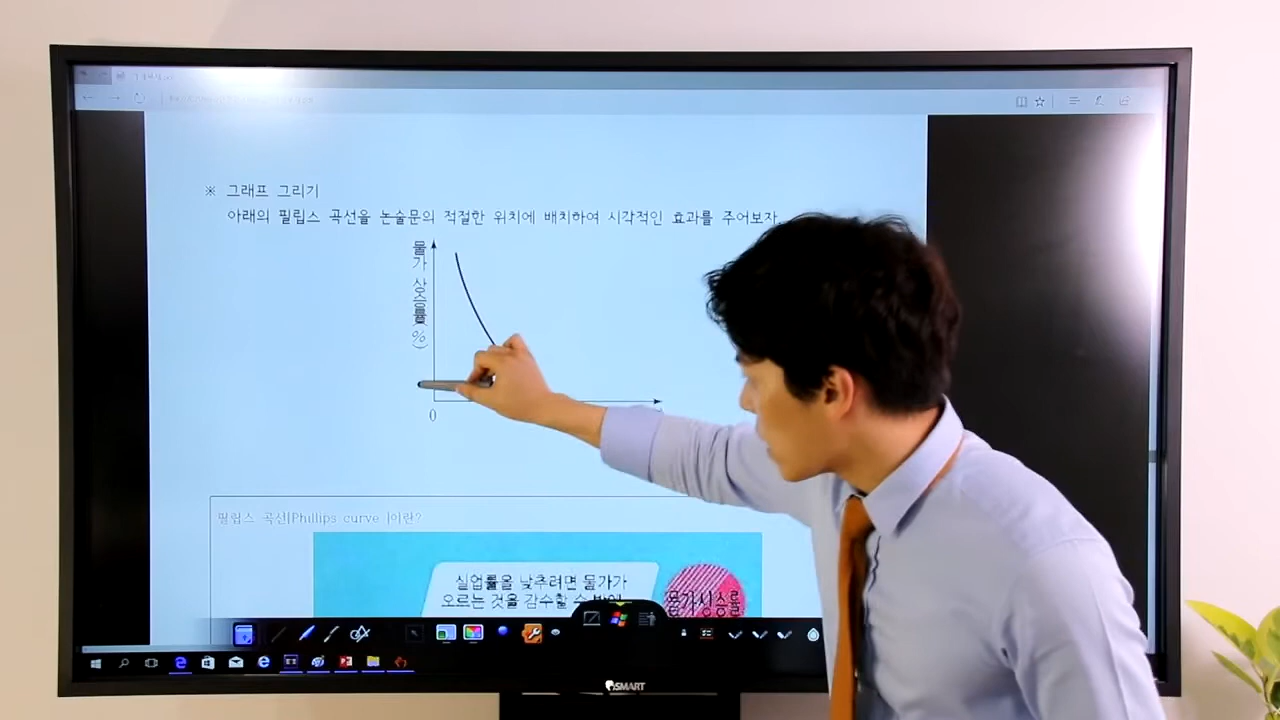 ※ 그래프 그리기
아래의 필립스 곡선을 논술문의 적절한 위치에 배치하여 시각적인 효과를 주어보자.
물가 상승률(%)
0
필립스 곡선(Phillips curve )이란?
실업률을 낮추려면 물가가
오르는 것을 감수할 수 밖에
물가상승률
SMART